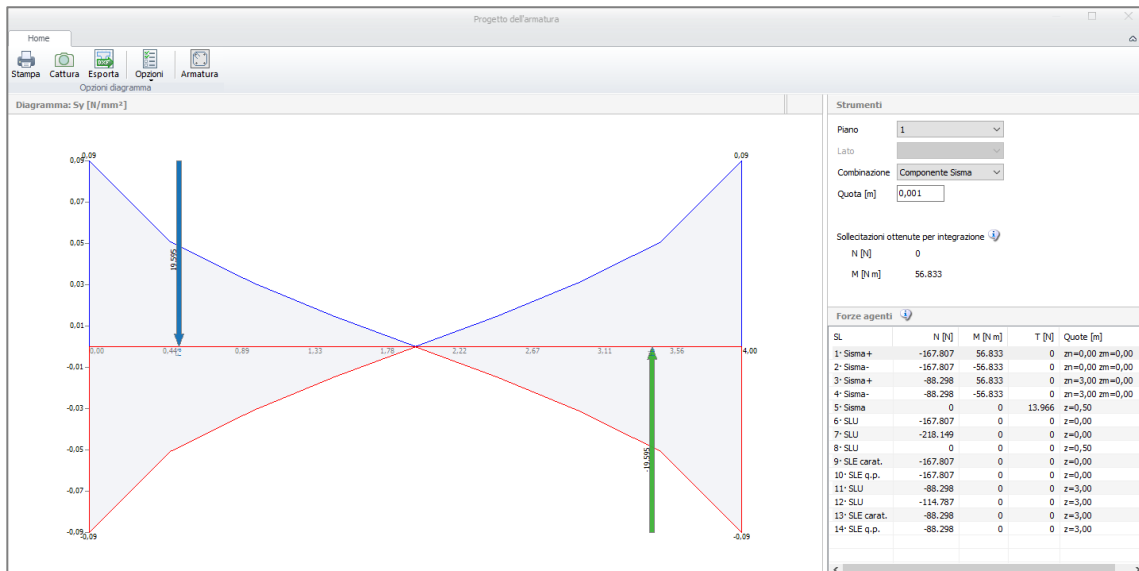 Progetto dell'armatura
Home
Stampa Cattura Esporta Opzioni Armatura
Opzioni diagramma
Diagramma: Sy [N/mm²]
0.09
0.07
0.05
0.03
0.01
-0.01
-0.03
-0,05
-0,07
-0.09
0.09
0.09
-0.09
-0.09
19.595
-19.595
0.00 0.44 0.89 1.33 1.78 2.22 2.67 3.11 3.56 4.00
Strumenti
Piano 1
Lato
Combinazione Componente Sisma
Quota [m] 0,001
Sollecitazioni ottenute per integrazione
N [N] 0
M [N m] 56.833
Forze agenti
SL N [N] M [N m] T [N] Quote [m]
1· Sisma+ -167.807 56.833 0 zn=0,00 zm=0,00
2· Sisma- -167.807 -56.833 0 zn=0,00 zm=0,00
3· Sisma+ -88.298 56.833 0 zn=3,00 zm=0,00
4· Sisma- -88.298 -56.833 0 zn=3,00 zm=0,00
5· Sisma 0 0 13.966 z=0,50
6· SLU -167.807 0 0 z=0,00
7· SLU -218.149 0 0 z=0,00
8· SLU 0 0 0 z=0,50
9· SLE carat. -167.807 0 0 z=0,00
10· SLE q.p. -167.807 0 0 z=0,00
11· SLU -88.298 0 0 z=3,00
12· SLU -114.787 0 0 z=3,00
13· SLE carat. -88.298 0 0 z=3,00
14· SLE q.p. -88.298 0 0 z=3,00